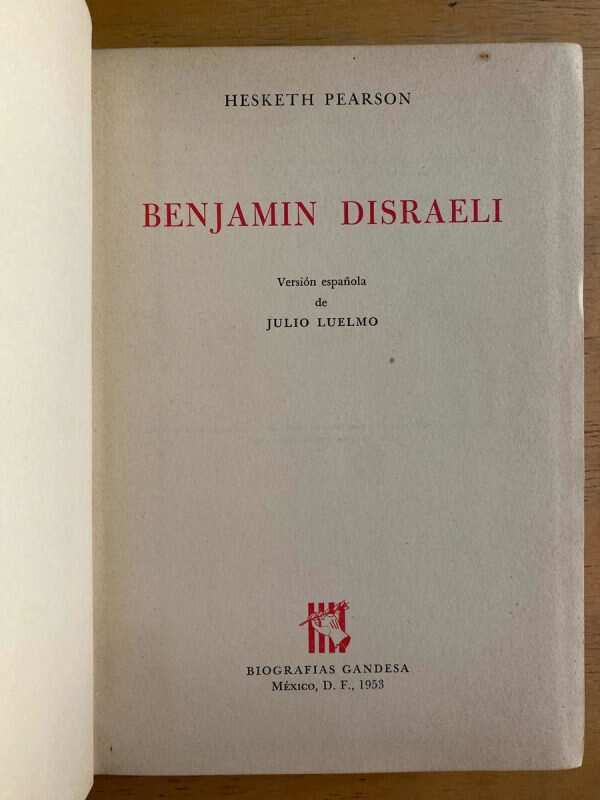 HESKETH PEARSON
BENJAMIN DISRAELI
Versión española
de
JULIO LUELMO
BIOGRAFIAS GANDESA
MÉXICO, D. F., 1953